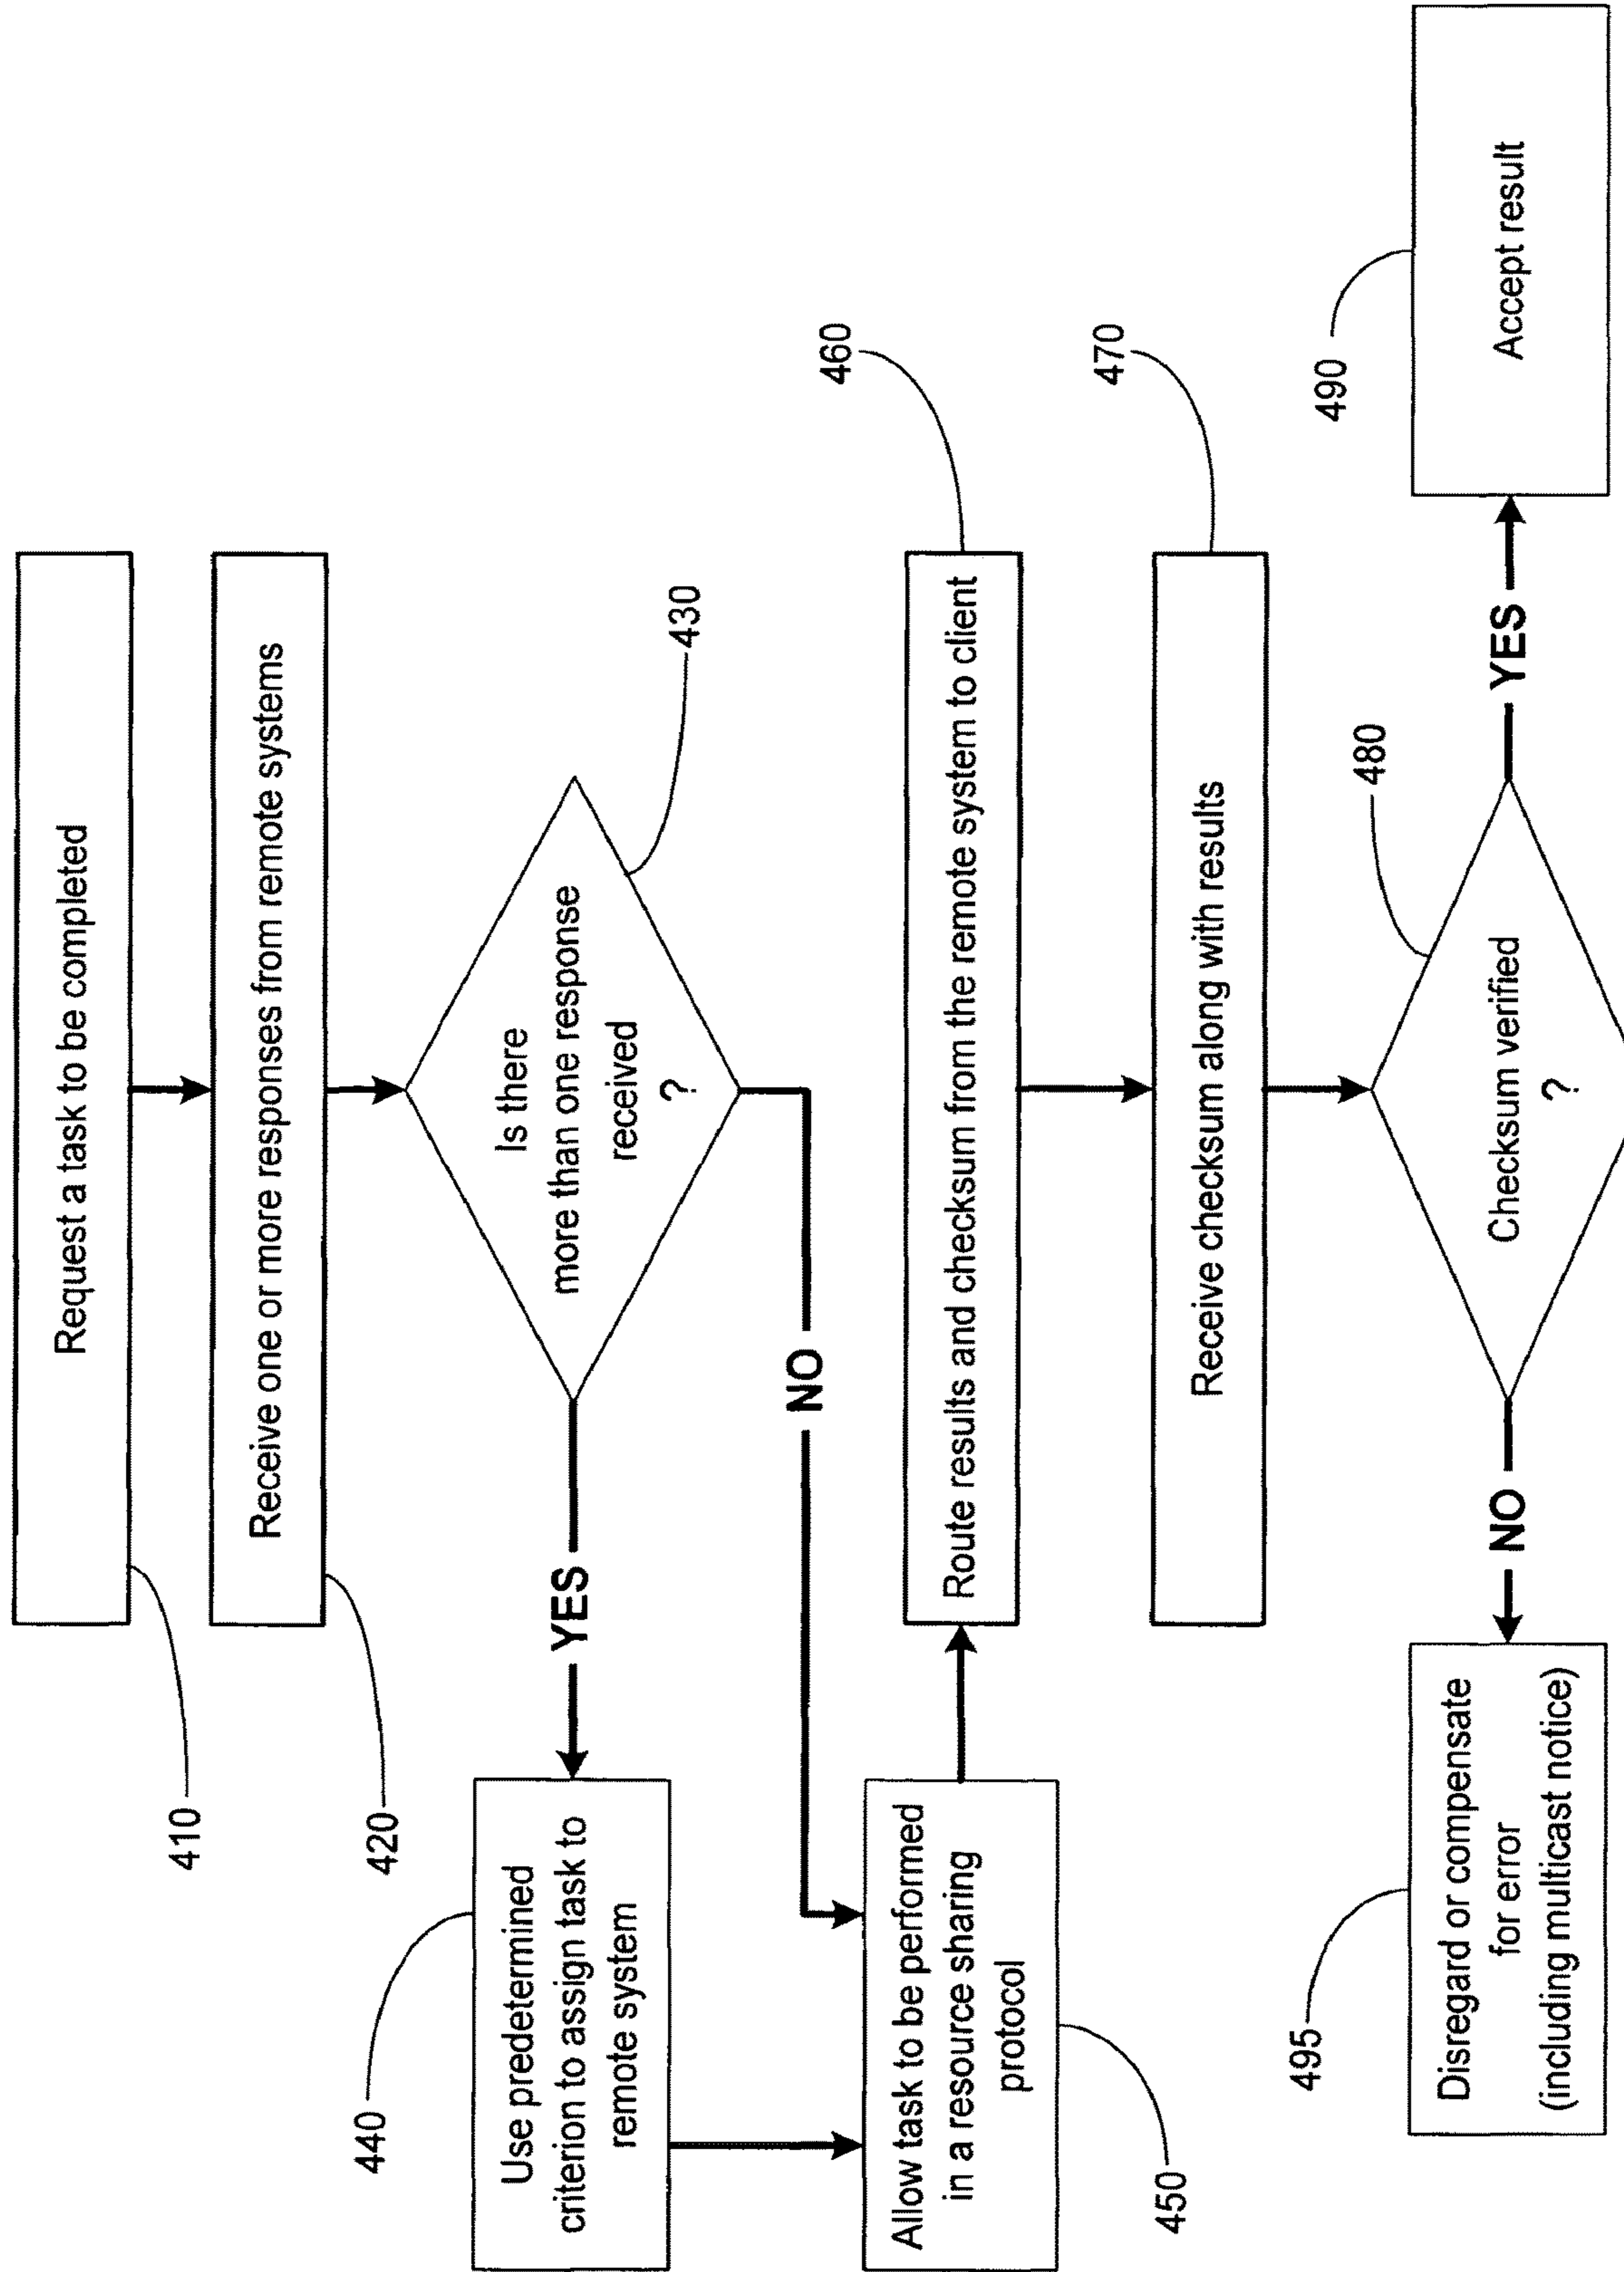 Request a task to be completed
410
Receive one or more responses from remote systems
420
Is there
more than one response
received
?
430
YES
NO
Use predetermined
criterion to assign task to
remote system
440
Allow task to be performed
in a resource sharing
protocol
450
Route results and checksum from the remote system to client
460
Receive checksum along with results
470
Checksum verified
?
480
YES
Accept result
490
NO
Disregard or compensate
for error
(including multicast notice)
495